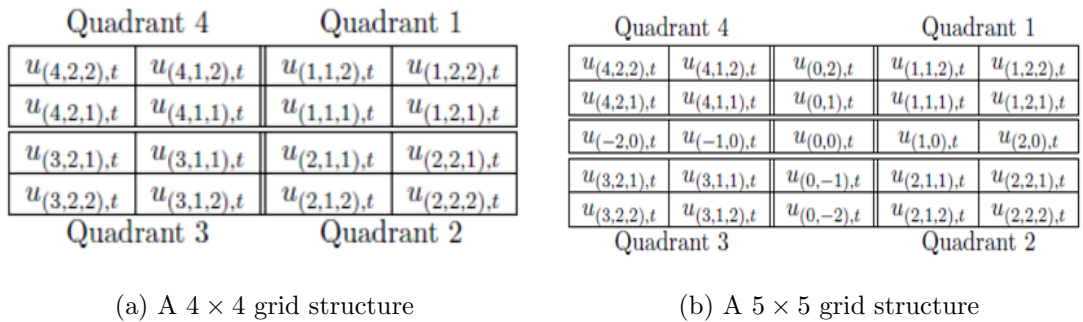 Quadrant 4 Quadrant 1
u(4,2,2),t u(4,1,2),t u(1,1,2),t u(1,2,2),t
u(4,2,1),t u(4,1,1),t u(1,1,1),t u(1,2,1),t
u(3,2,1),t u(3,1,1),t u(2,1,1),t u(2,2,1),t
u(3,2,2),t u(3,1,2),t u(2,1,2),t u(2,2,2),t
Quadrant 3 Quadrant 2
(a) A 4 × 4 grid structure
Quadrant 4 Quadrant 1
u(4,2,2),t u(4,1,2),t u(0,2),t u(1,1,2),t u(1,2,2),t
u(4,2,1),t u(4,1,1),t u(0,1),t u(1,1,1),t u(1,2,1),t
u(−2,0),t u(−1,0),t u(0,0),t u(1,0),t u(2,0),t
u(3,2,1),t u(3,1,1),t u(0,−1),t u(2,1,1),t u(2,2,1),t
u(3,2,2),t u(3,1,2),t u(0,−2),t u(2,1,2),t u(2,2,2),t
Quadrant 3 Quadrant 2
(b) A 5 × 5 grid structure